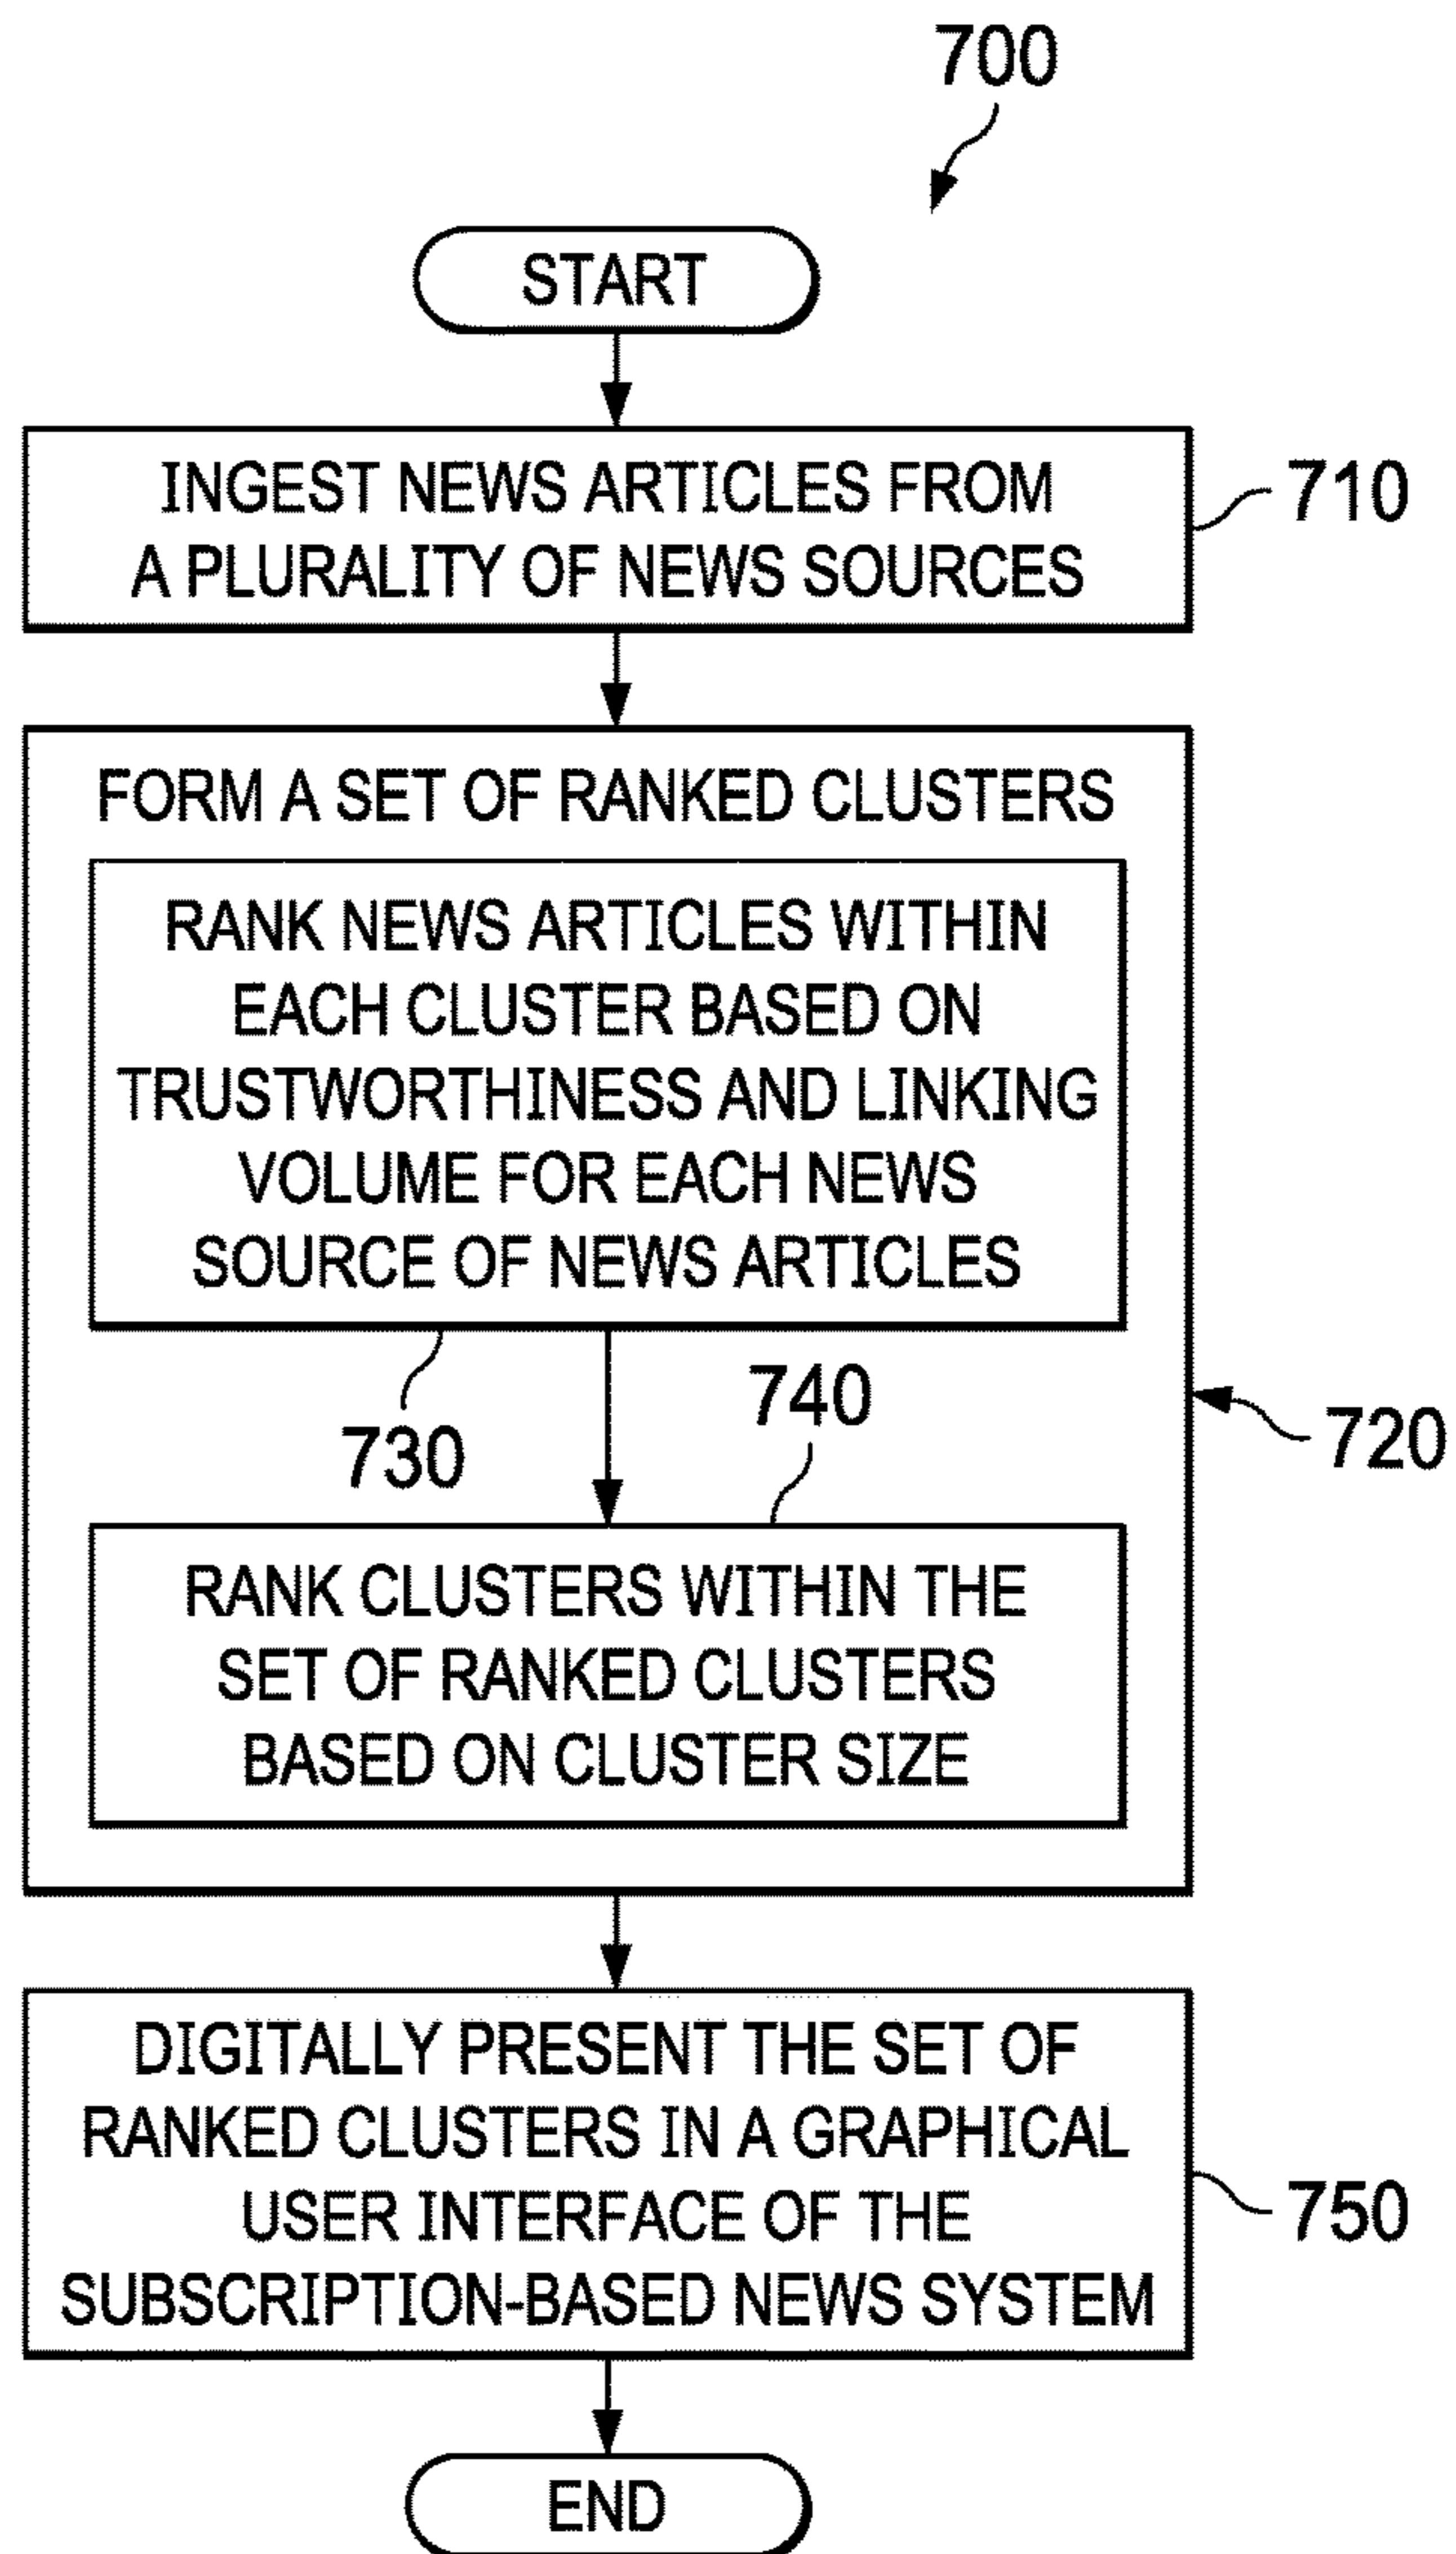 700
START
INGEST NEWS ARTICLES FROM
A PLURALITY OF NEWS SOURCES
710
FORM A SET OF RANKED CLUSTERS
RANK NEWS ARTICLES WITHIN
EACH CLUSTER BASED ON
TRUSTWORTHINESS AND LINKING
VOLUME FOR EACH NEWS
SOURCE OF NEWS ARTICLES
730
740
720
RANK CLUSTERS WITHIN THE
SET OF RANKED CLUSTERS
BASED ON CLUSTER SIZE
DIGITALLY PRESENT THE SET OF
RANKED CLUSTERS IN A GRAPHICAL
USER INTERFACE OF THE
SUBSCRIPTION-BASED NEWS SYSTEM
750
END